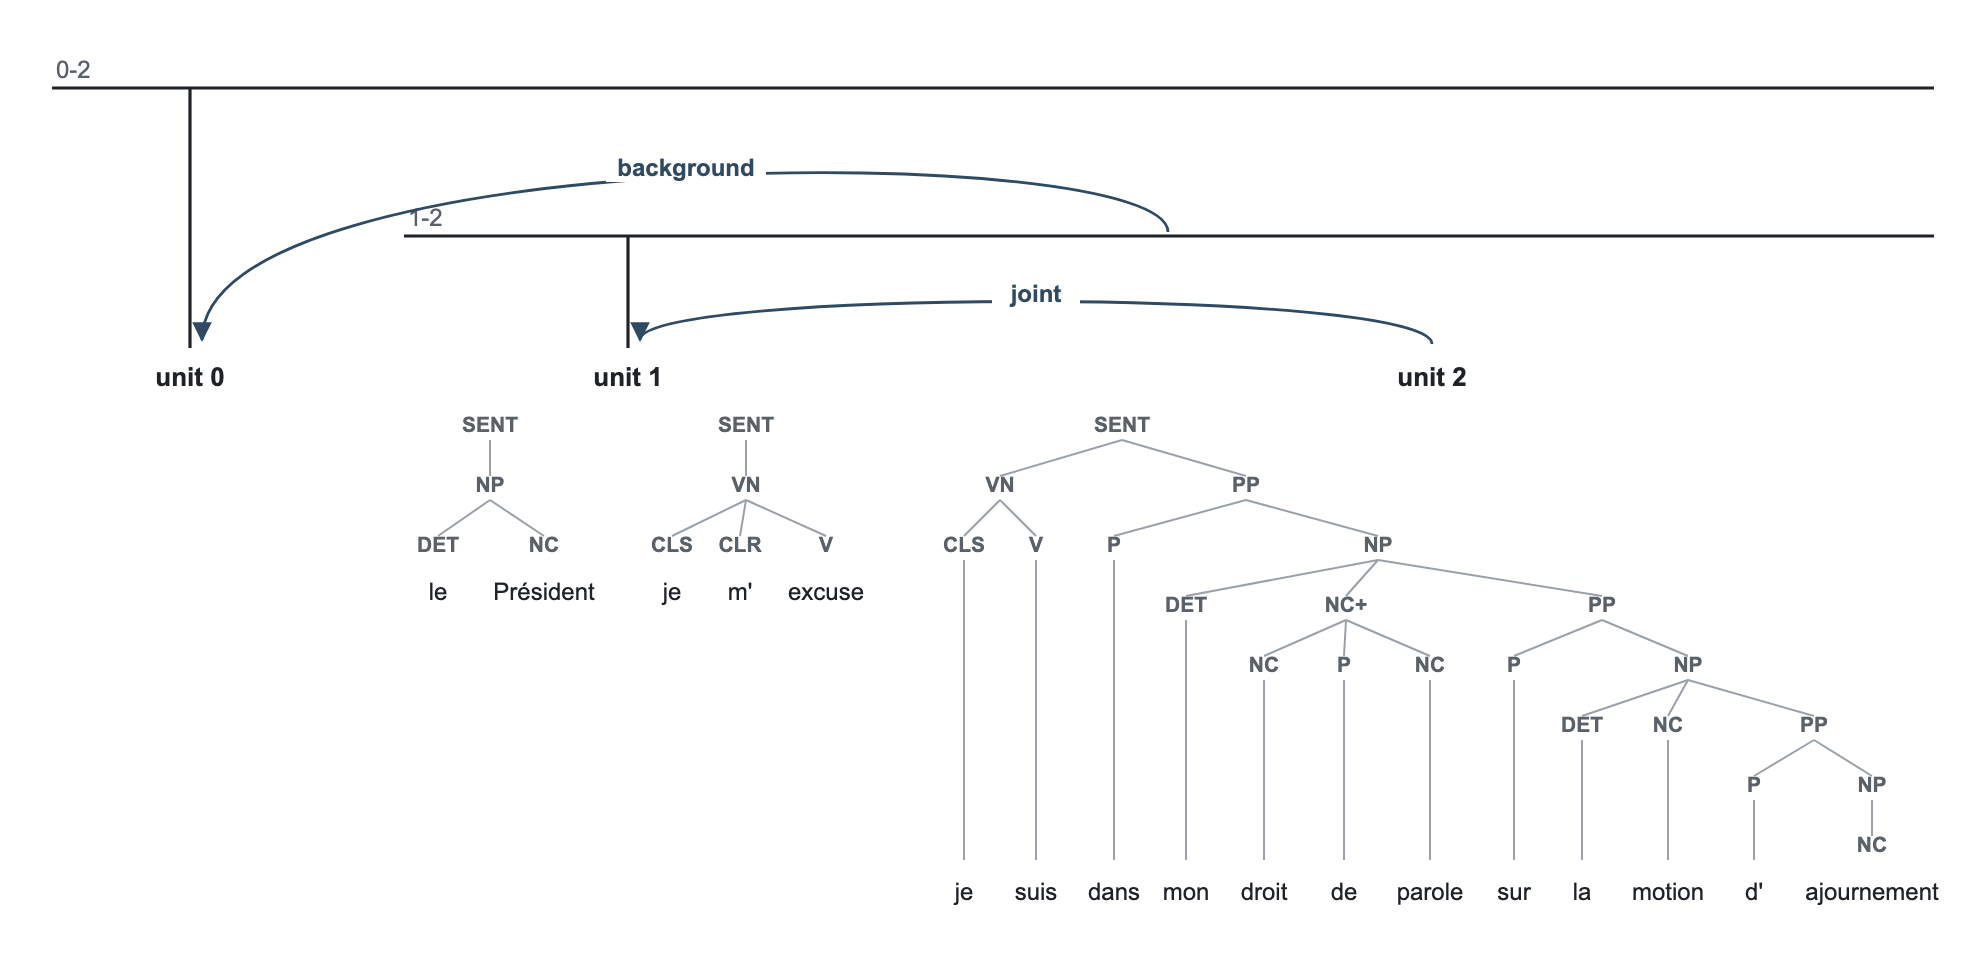 0-2
background
1-2
joint
unit 0 unit 1 unit 2
SENT SENT SENT
NP VN VN PP
DET NC CLS CLR V CLS V P NP
le Président je m' excuse
DET NC+ PP
NC P NC P NP
DET NC PP
P NP
NC
je suis dans mon droit de parole sur la motion d' ajournement